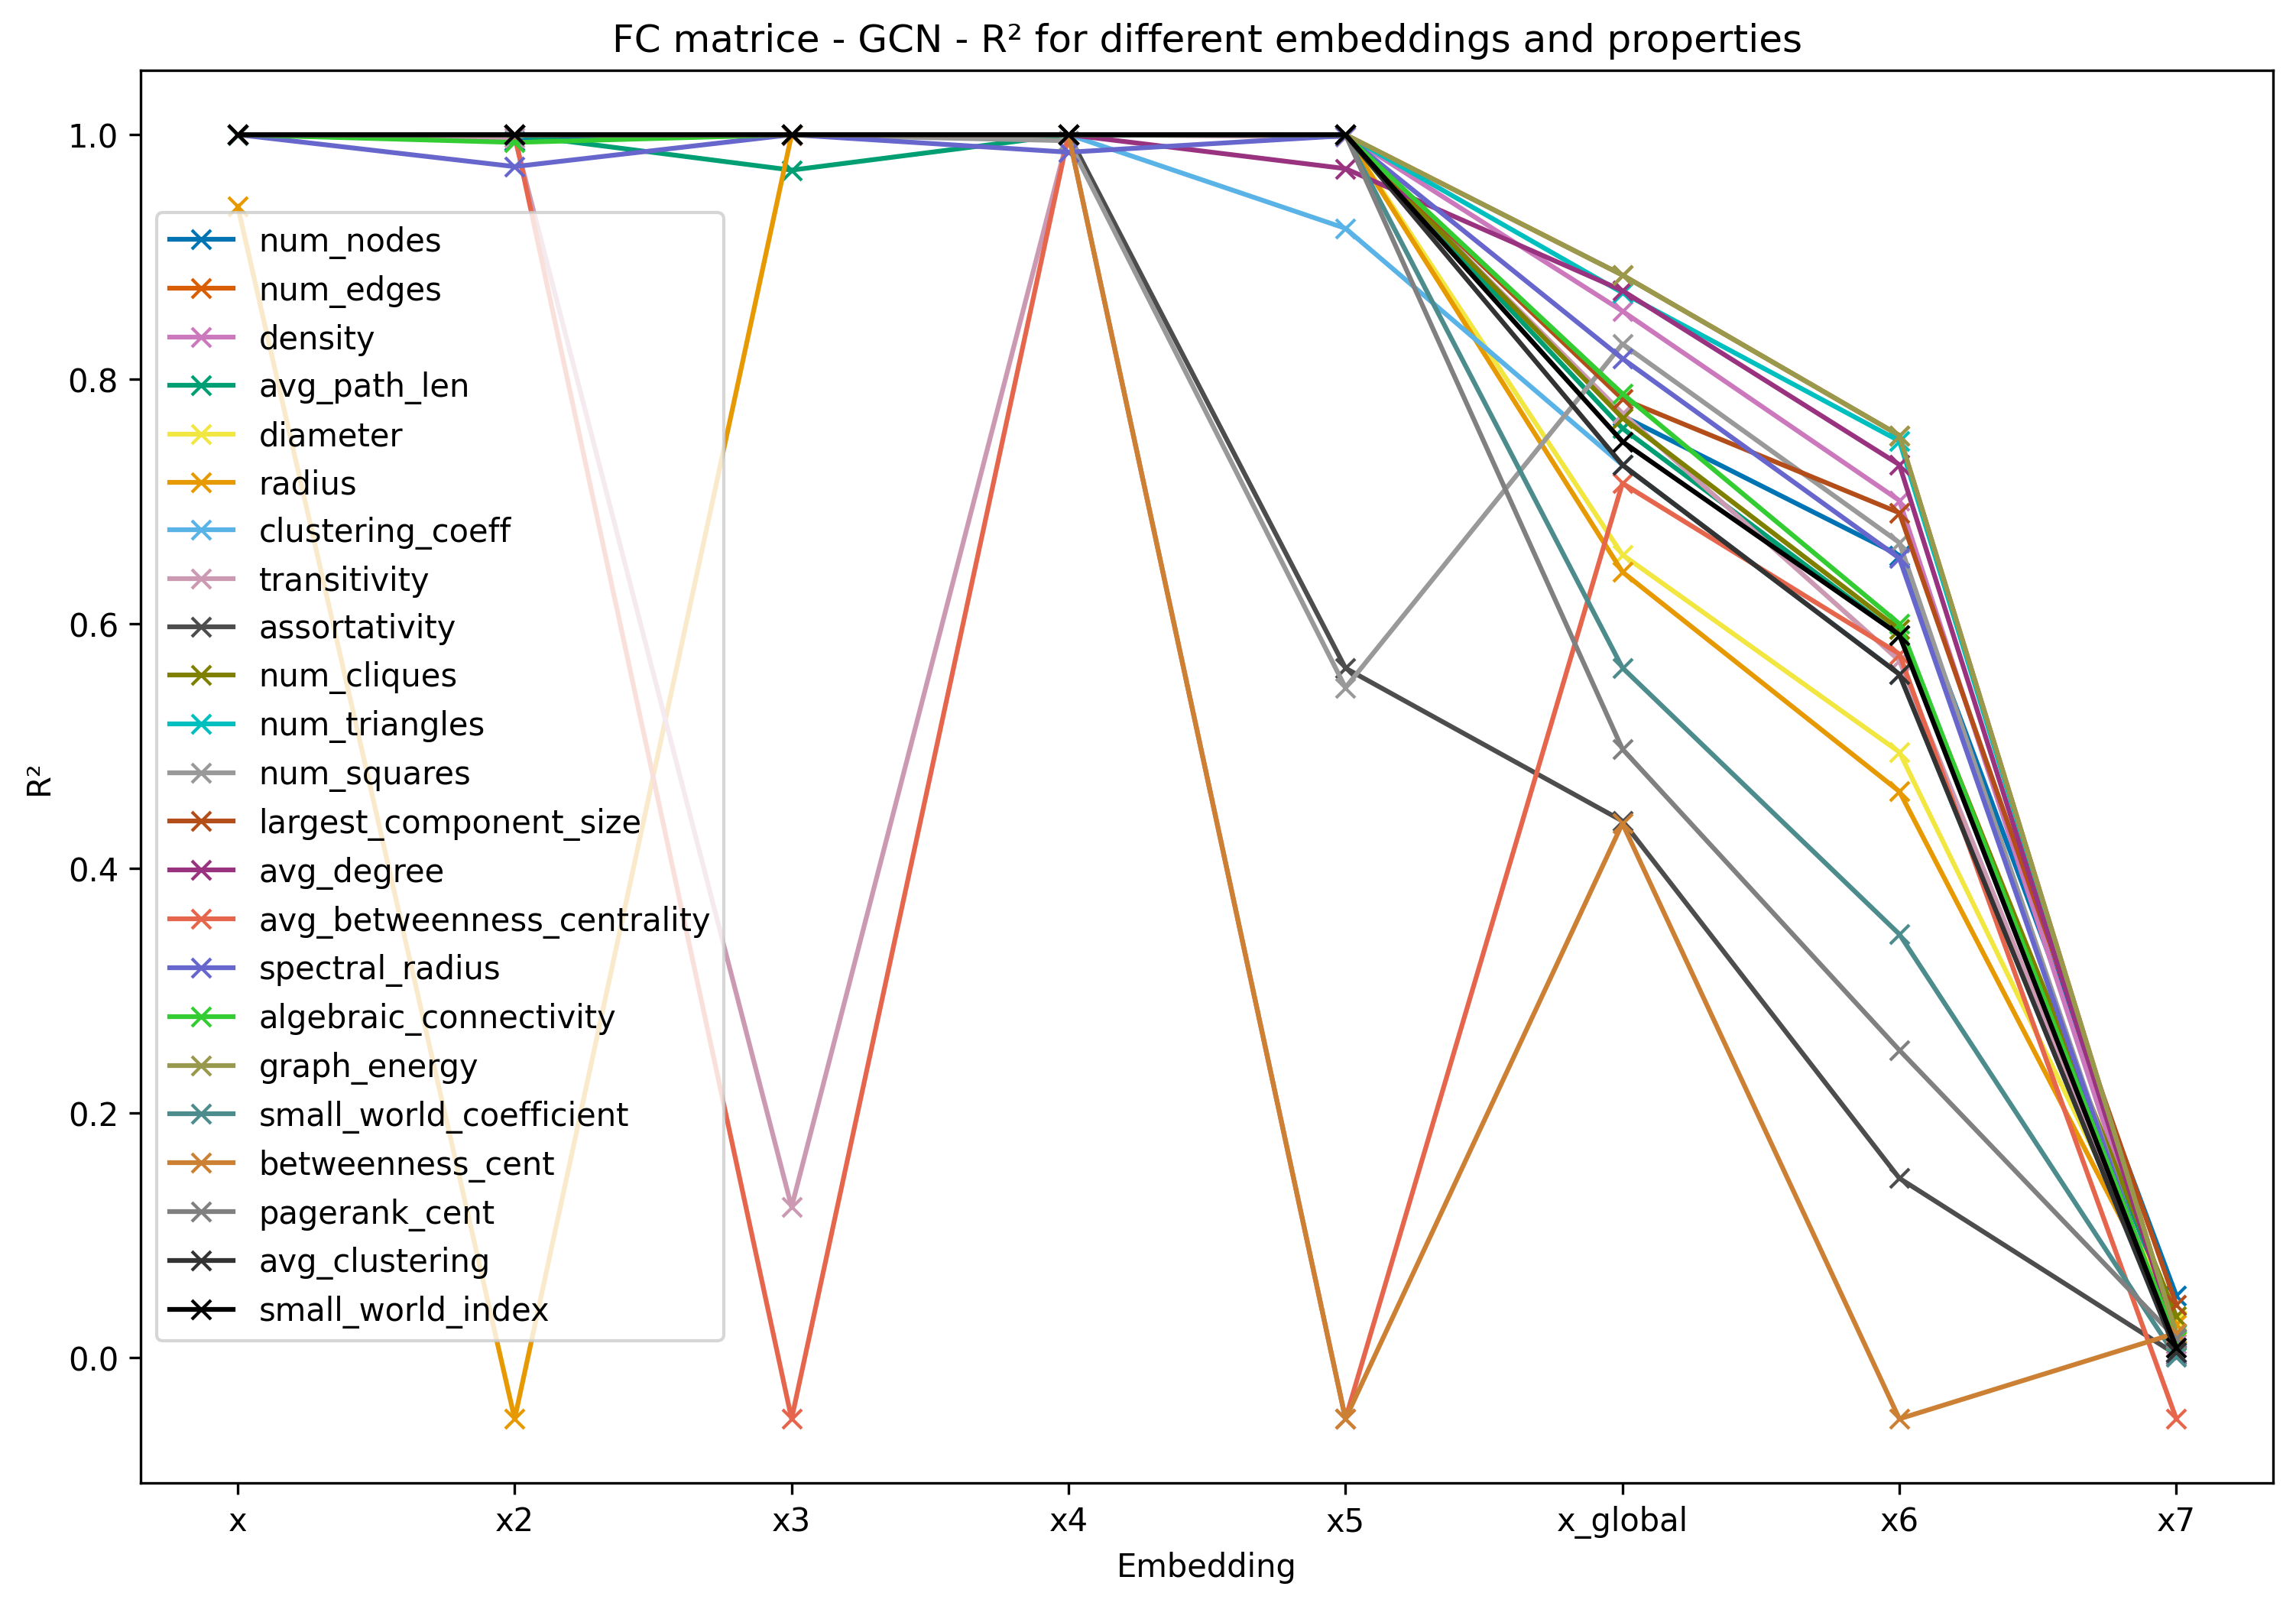 FC matrice - GCN - R² for different embeddings and properties
R²
1.0
0.8
0.6
0.4
0.2
0.0
num_nodes
num_edges
density
avg_path_len
diameter
radius
clustering_coeff
transitivity
assortativity
num_cliques
num_triangles
num_squares
largest_component_size
avg_degree
avg_betweenness_centrality
spectral_radius
algebraic_connectivity
graph_energy
small_world_coefficient
betweenness_cent
pagerank_cent
avg_clustering
small_world_index
x x2 x3 x4 x5 x_global x6 x7
Embedding